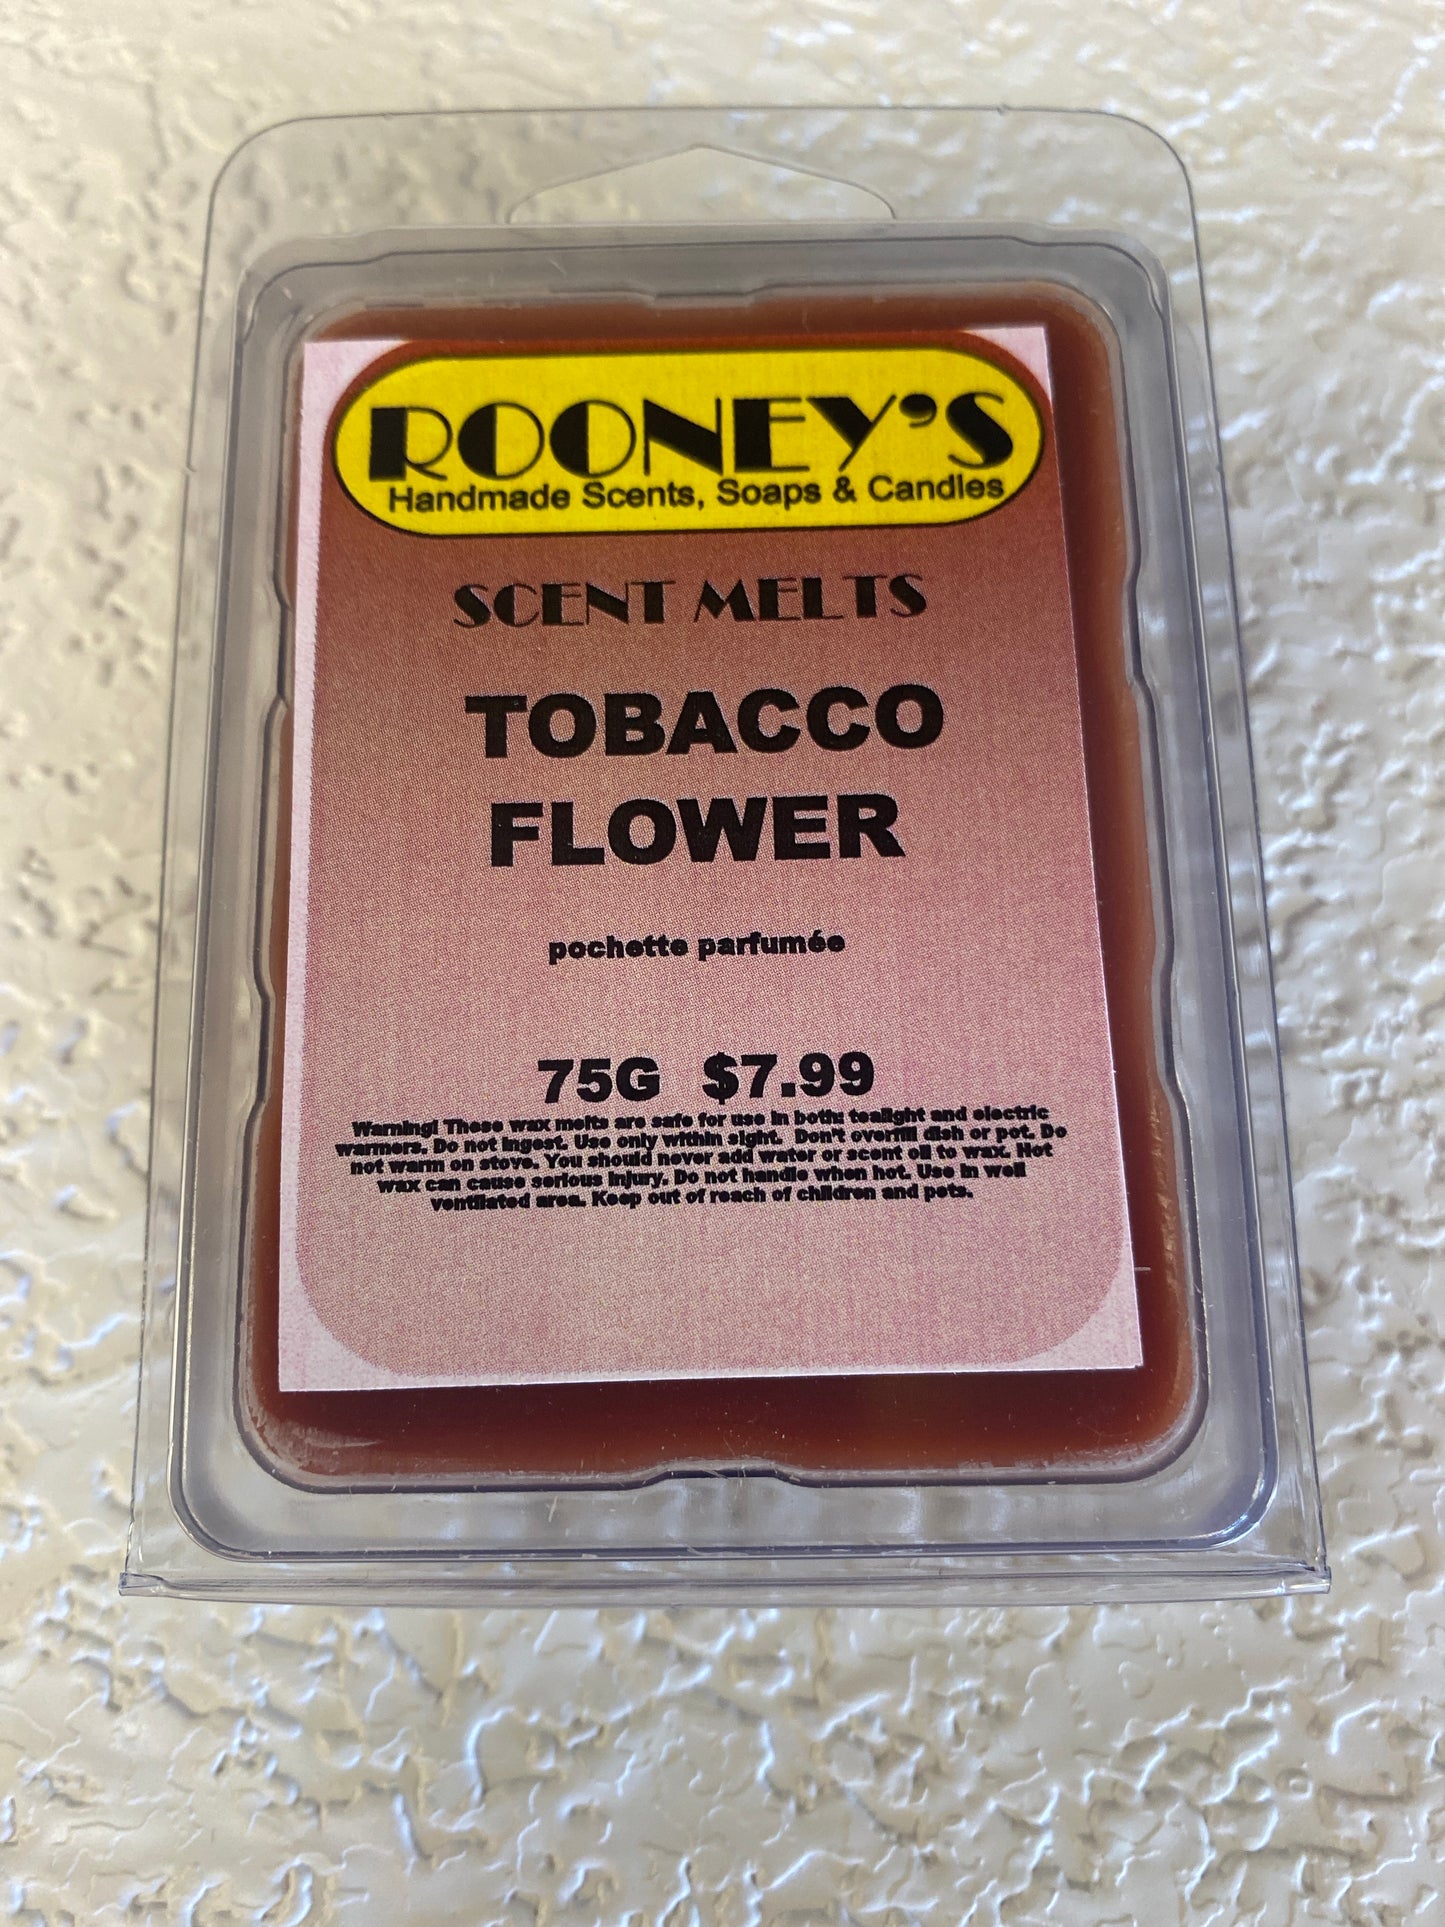 ROONEY'S
Handmade Scents, Soaps & Candles
SCENT MELTS
TOBACCO
FLOWER
pochette parfumée
75G $7.99
Warning! These wax melts are safe for use in both: tealight and electric
warmers. Do not ingest. Use only within sight. Don't overfill dish or pot. Do
not warm on stove. You should never add water or scent oil to wax. Hot
wax can cause serious injury. Do not handle when hot. Use in well
ventilated area. Keep out of reach of children and pets.